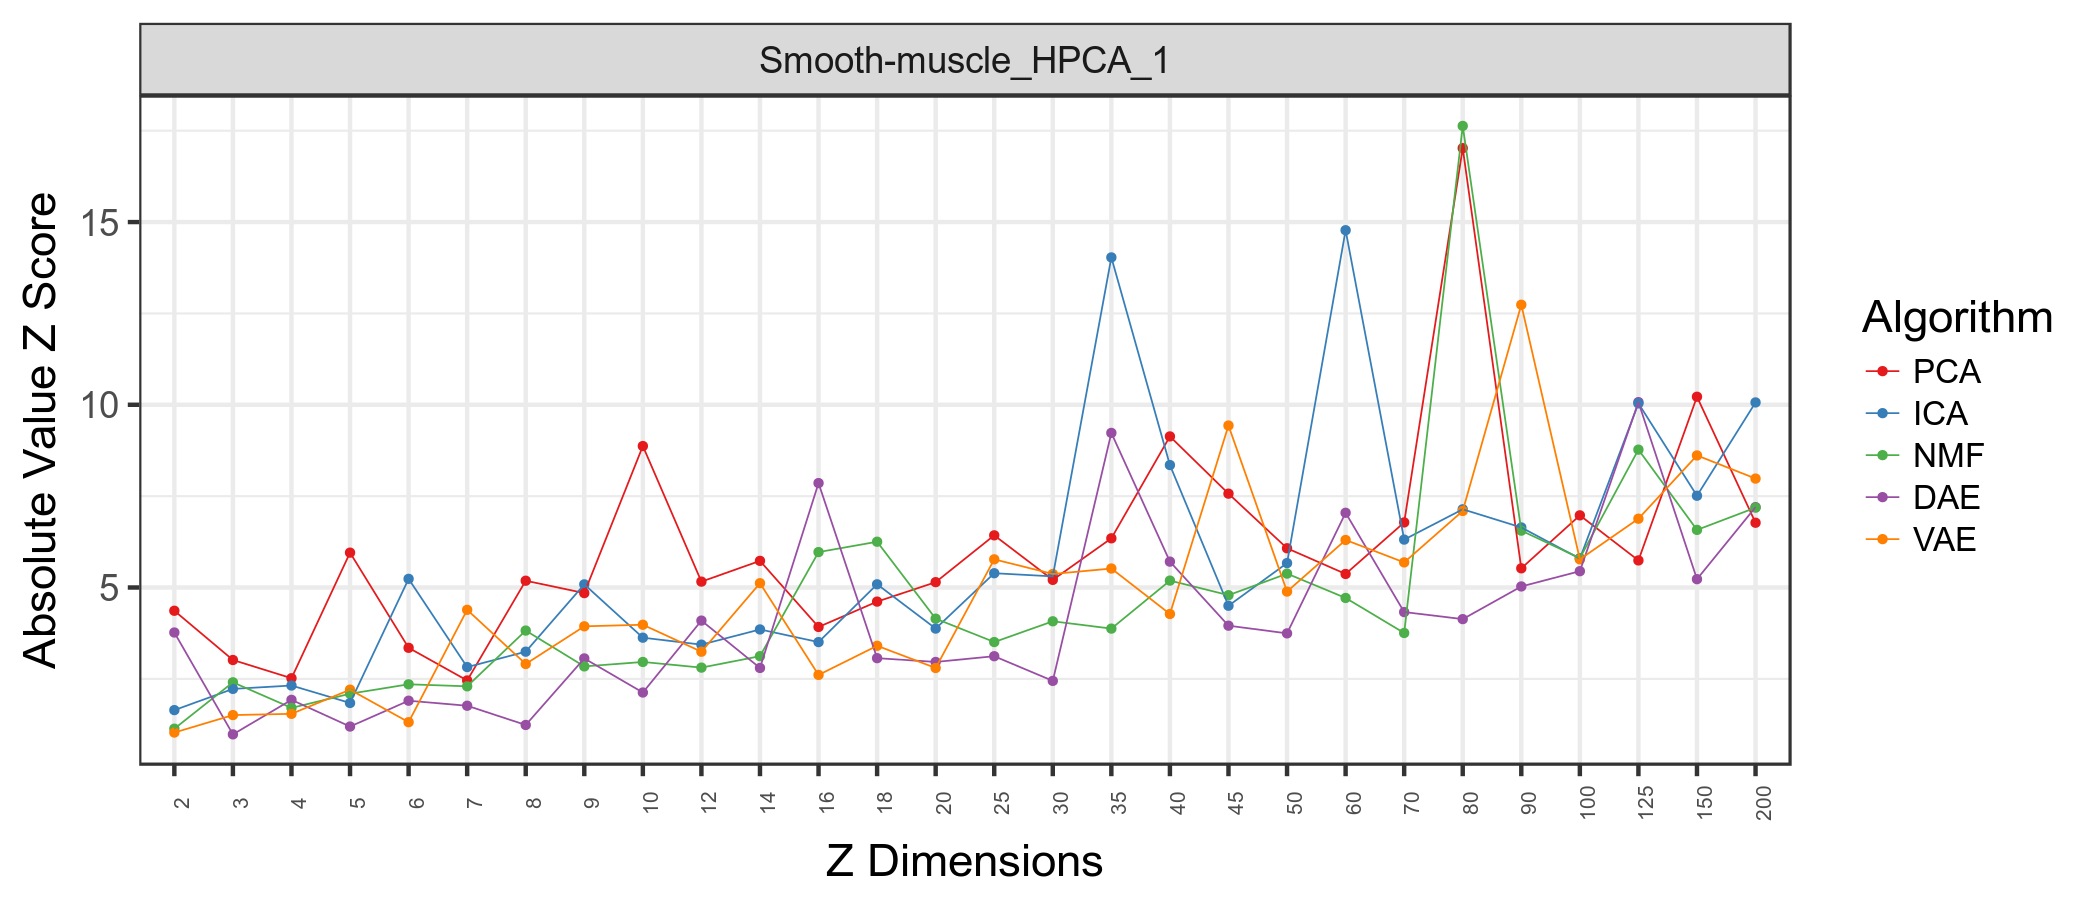 Smooth-muscle_HPCA_1
Absolute Value Z Score
15
10
5
2 3 4 5 6 7 8 9 10 12 14 16 18 20 25 30 35 40 45 50 60 70 80 90 100 125 150 200
Z Dimensions
Algorithm
PCA
ICA
NMF
DAE
VAE